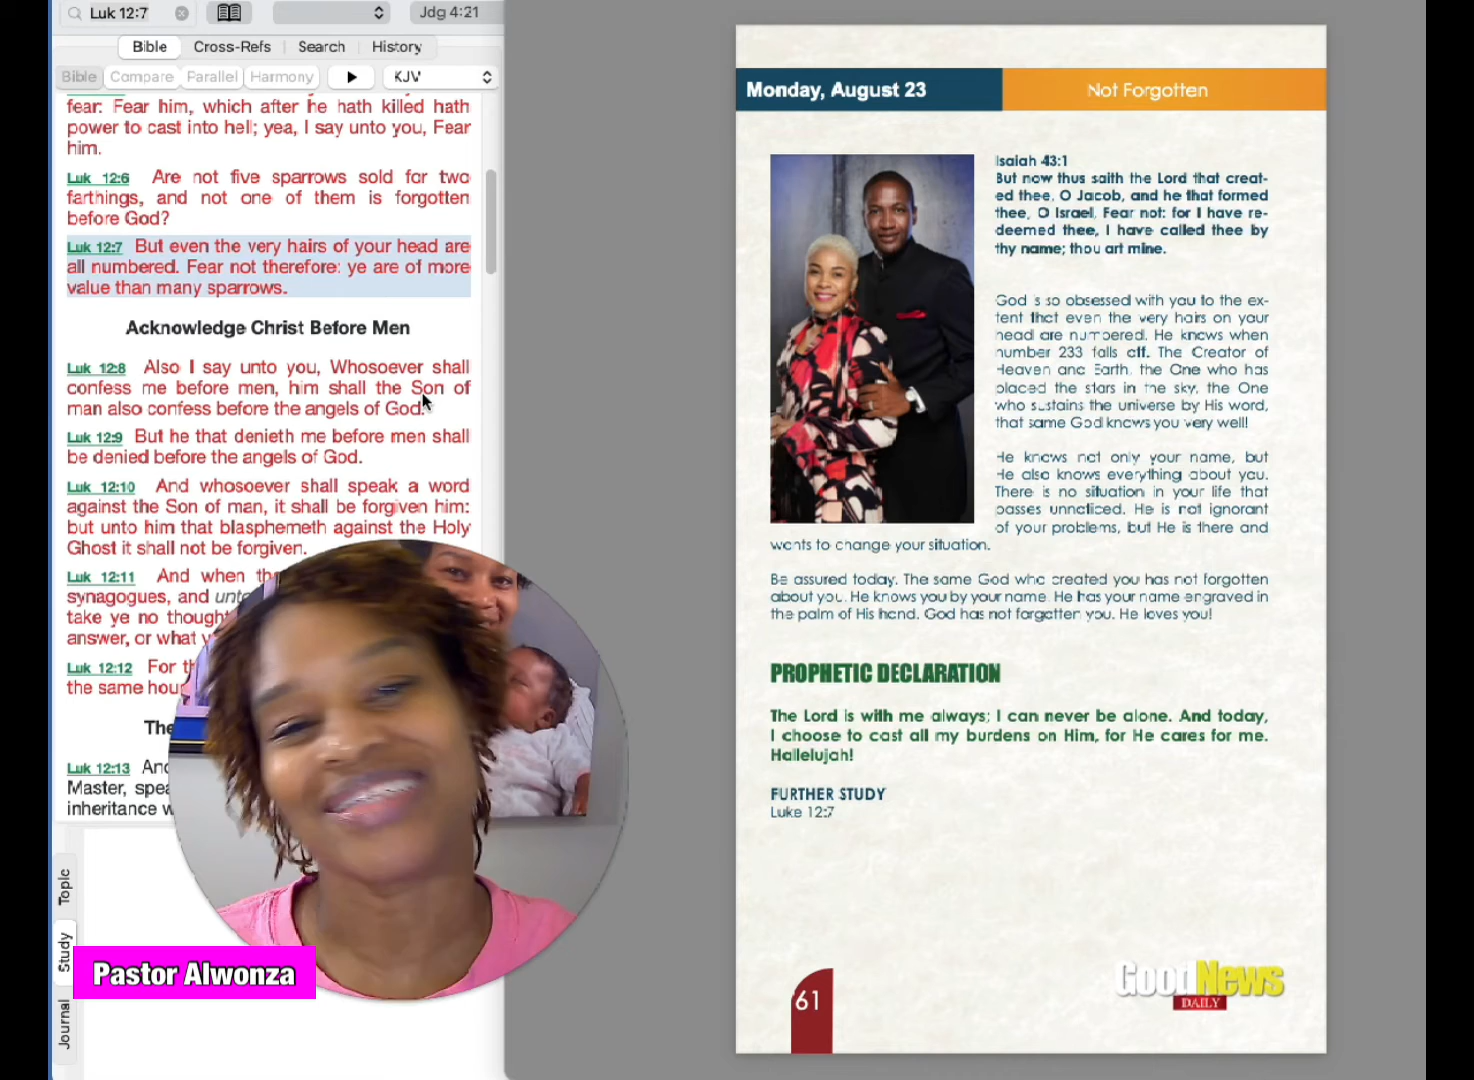 Luk 12:7
Jdg 4:21
Bible
Cross-Refs
Search
History
Bible
Compare
Parallel
Harmony
KJV
fear: Fear him, which after he hath killed hath
power to cast into hell; yea, I say unto you, Fear
him.
Luk 12:6 Are not five sparrows sold for two
farthings, and not one of them is forgotten
before God?
Luk 12:7 But even the very hairs of your head are
all numbered. Fear not therefore: ye are of more
value than many sparrows.
Acknowledge Christ Before Men
Luk 12:8 Also I say unto you, Whosoever shall
confess me before men, him shall the Son of
man also confess before the angels of God:
Luk 12:9 But he that denieth me before men shall
be denied before the angels of God.
Luk 12:10 And whosoever shall speak a word
against the Son of man, it shall be forgiven him:
but unto him that blasphemeth against the Holy
Ghost it shall not be forgiven.
Luk 12:11 And when the
synagogues, and unto
take ye no thought
answer, or what y
Luk 12:12 For th
the same hour
The
Luk 12:13 And
Master, spea
inheritance w
Topic
Study
Journal
Pastor Alwonza
Monday, August 23
Not Forgotten
Isaiah 43:1
But now thus saith the Lord that creat-
ed thee, O Jacob, and he that formed
thee, O Israel, Fear not: for I have re-
deemed thee, I have called thee by
thy name; thou art mine.
God is so obsessed with you to the ex-
tent that even the very hairs on your
head are numbered. He knows when
number 233 falls off. The Creator of
Heaven and Earth, the One who has
placed the stars in the sky, the One
who sustains the universe by His word,
that same God knows you very well!
He knows not only your name, but
He also knows everything about you.
There is no situation in your life that
passes unnoticed. He is not ignorant
of your problems, but He is there and
wants to change your situation.
Be assured today. The same God who created you has not forgotten
about you. He knows you by your name. He has your name engraved in
the palm of His hand. God has not forgotten you. He loves you!
PROPHETIC DECLARATION
The Lord is with me always; I can never be alone. And today,
I choose to cast all my burdens on Him, for He cares for me.
Hallelujah!
FURTHER STUDY
Luke 12:7
61
GoodNews
DAILY